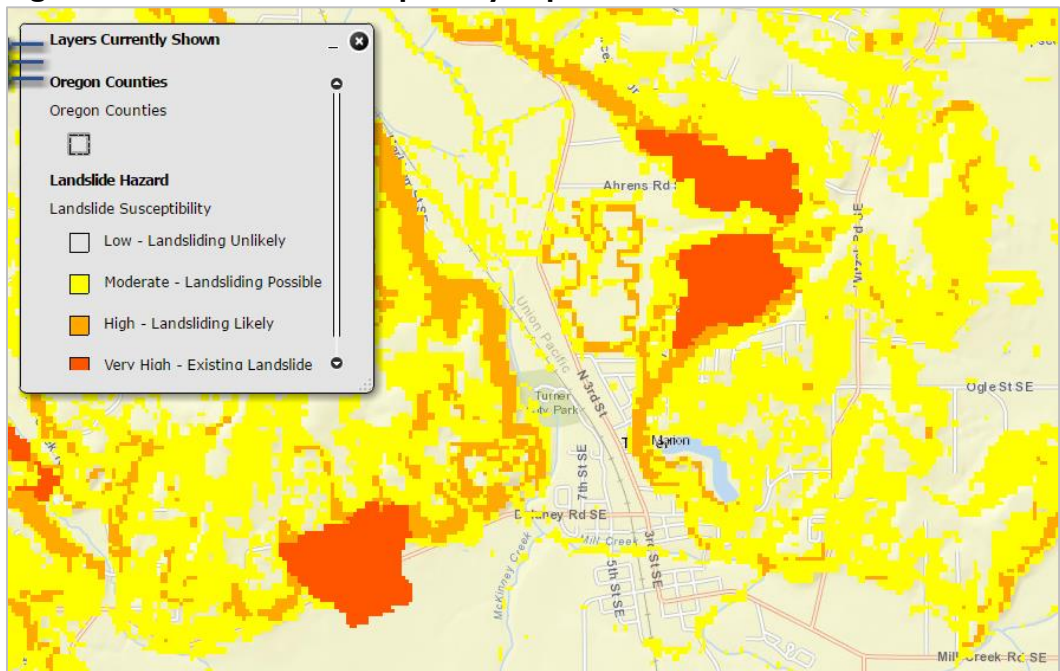 Layers Currently Shown
Oregon Counties
Oregon Counties
Landslide Hazard
Landslide Susceptibility
Low - Landsliding Unlikely
Moderate - Landsliding Possible
High - Landsliding Likely
Very High - Existing Landslide
Ahrens Rd
Union Pacific
N 3rd St
Turner
Park
Marion
Ogle St SE
7th St SE
Rd SE
Mill Creek
McKinney Creek
5th St SE
3rd St SE
Creek Rd SE